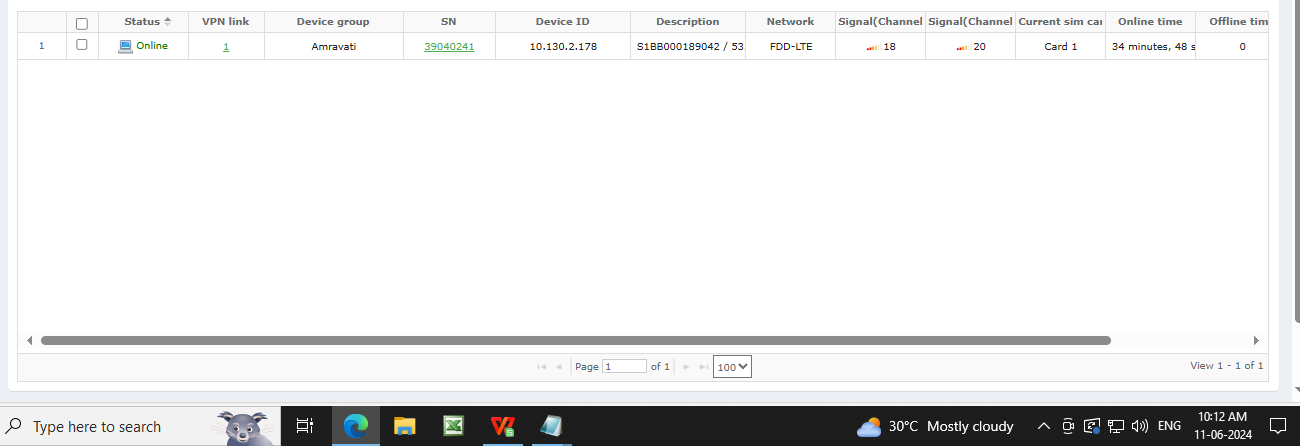 Status VPN link Device group SN Device ID Description Network Signal(Channel Signal(Channel Current sim car Online time Offline tim
1 Online 1 Amravati 39040241 10.130.2.178 S1BB000189042 / 53 FDD-LTE 18 20 Card 1 34 minutes, 48 s 0
Page 1 of 1 100 View 1 - 1 of 1
Type here to search 30°C Mostly cloudy ENG 10:12 AM
11-06-2024